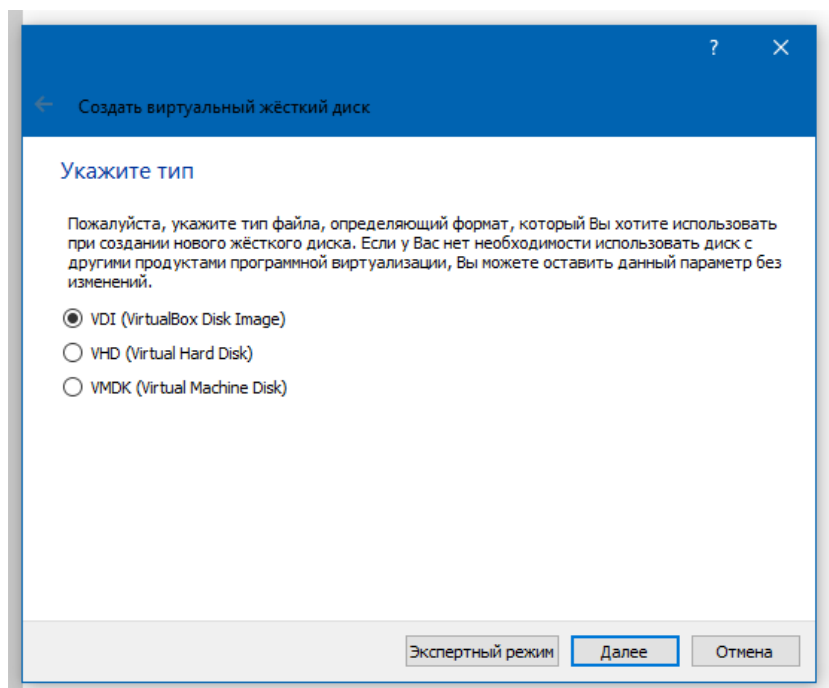 ?
Создать виртуальный жёсткий диск
Укажите тип
Пожалуйста, укажите тип файла, определяющий формат, который Вы хотите использовать
при создании нового жёсткого диска. Если у Вас нет необходимости использовать диск с
другими продуктами программной виртуализации, Вы можете оставить данный параметр без
изменений.
VDI (VirtualBox Disk Image)
VHD (Virtual Hard Disk)
VMDK (Virtual Machine Disk)
Экспертный режим Далее Отмена